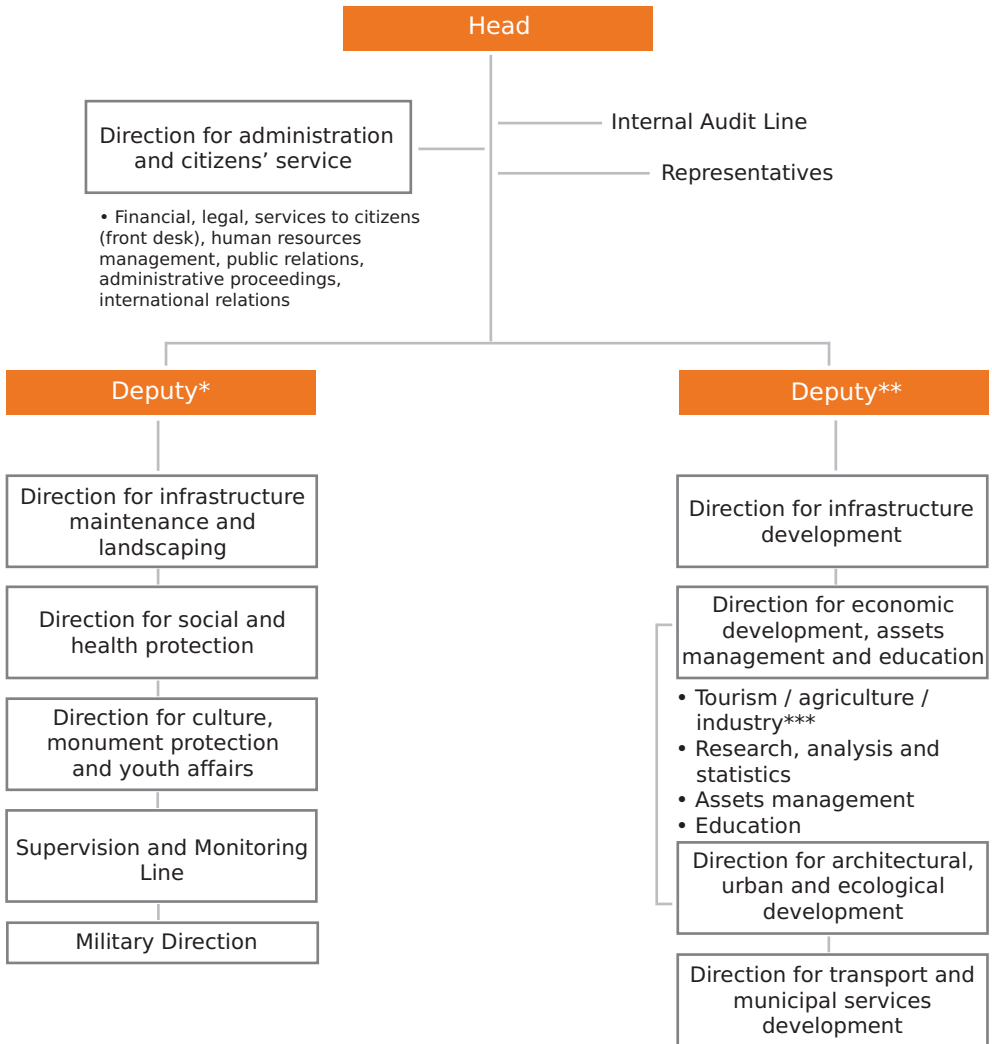 Head
Internal Audit Line
Direction for administration
and citizens’ service
Representatives
• Financial, legal, services to citizens
(front desk), human resources
management, public relations,
administrative proceedings,
international relations
Deputy*
Direction for infrastructure
maintenance and
landscaping
Direction for social and
health protection
Direction for culture,
monument protection
and youth affairs
Supervision and Monitoring
Line
Military Direction
Deputy**
Direction for infrastructure
development
Direction for economic
development, assets
management and education
• Tourism / agriculture /
industry***
• Research, analysis and
statistics
• Assets management
• Education
Direction for architectural,
urban and ecological
development
Direction for transport and
municipal services
development